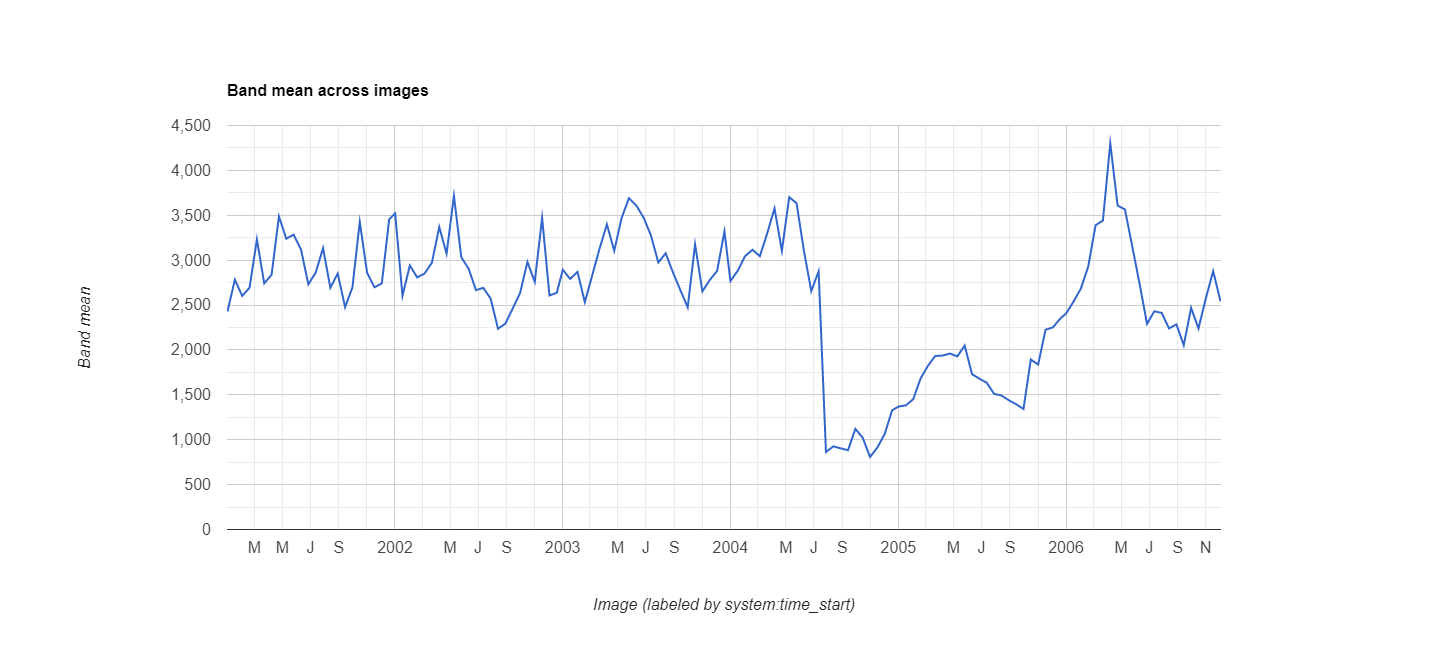 Band mean across images
4,500
4,000
3,500
3,000
2,500
2,000
1,500
1,000
500
0
Band mean
M M J S 2002 M J S 2003 M J S 2004 M J S 2005 M J S 2006 M J S N
Image (labeled by system:time_start)